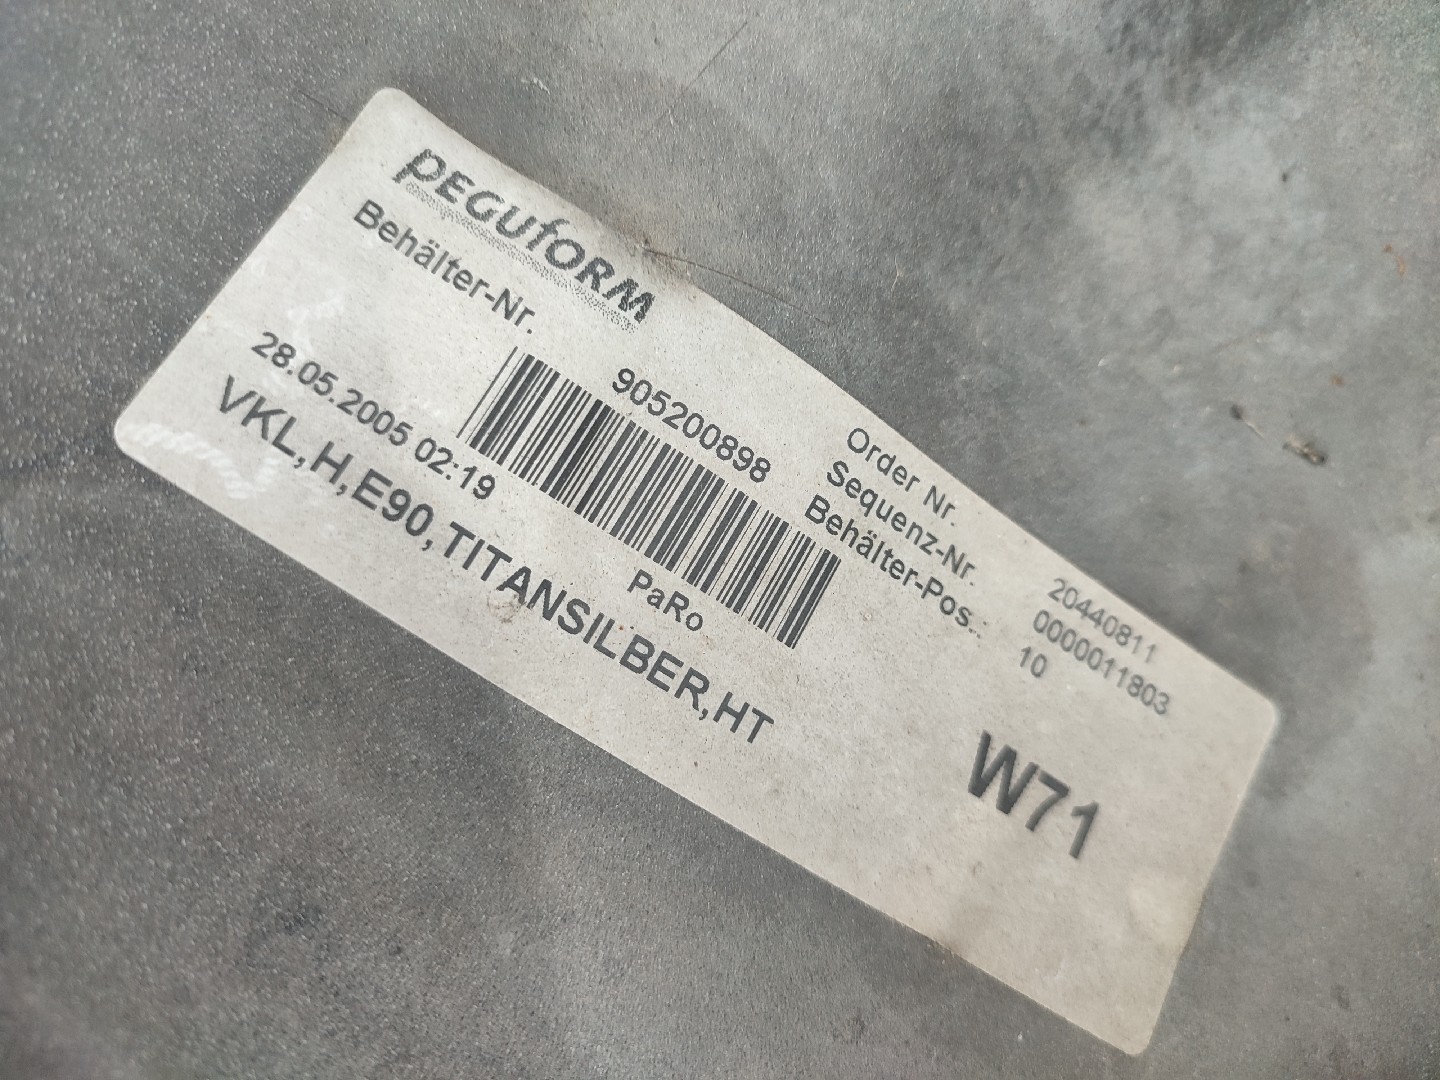 PEGUFORM
Behälter-Nr.
905200898
Order Nr. 20440811
Sequenz-Nr. 0000011803
Behälter-Pos.: 10
28.05.2005 02:19
PaRo
VKL,H,E90,TITANSILBER,HT
W71